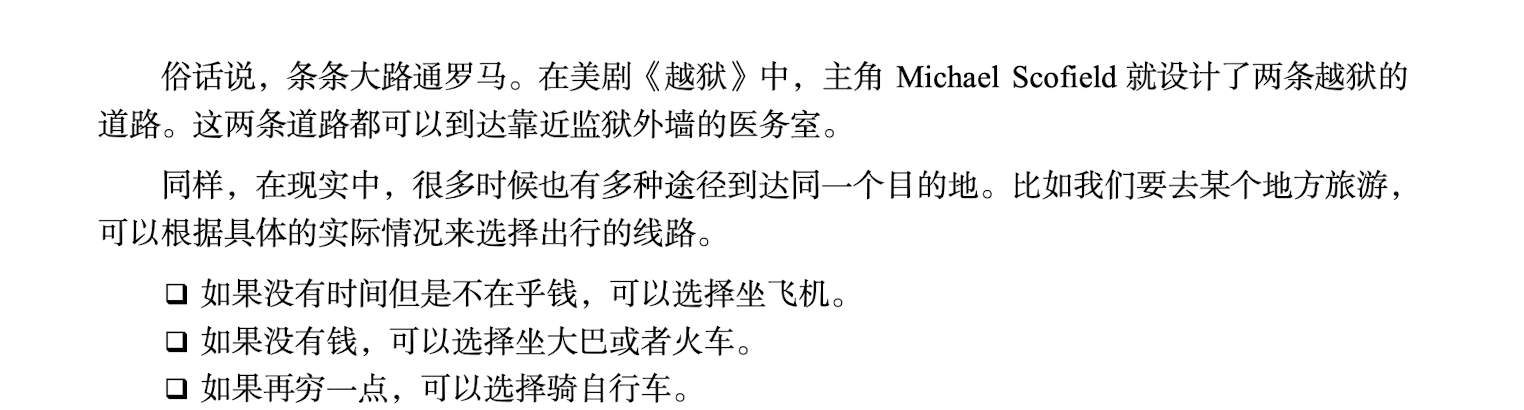 俗话说，条条大路通罗马。在美剧《越狱》中，主角 Michael Scofield 就设计了两条越狱的
道路。这两条道路都可以到达靠近监狱外墙的医务室。
同样，在现实中，很多时候也有多种途径到达同一个目的地。比如我们要去某个地方旅游，
可以根据具体的实际情况来选择出行的线路。
❏ 如果没有时间但是不在乎钱，可以选择坐飞机。
❏ 如果没有钱，可以选择坐大巴或者火车。
❏ 如果再穷一点，可以选择骑自行车。